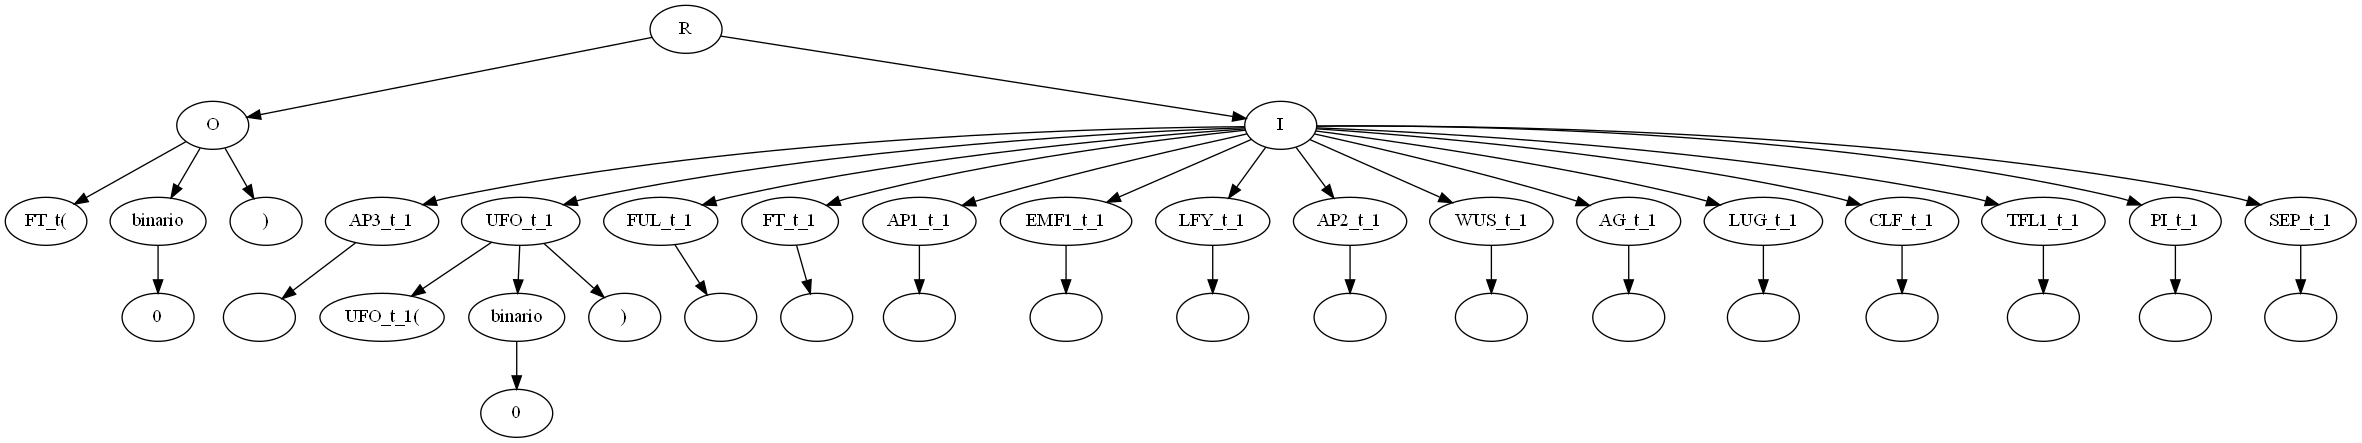 R
O
I
FT_t(
binario
)
AP3_t_1
UFO_t_1
FUL_t_1
FT_t_1
AP1_t_1
EMF1_t_1
LFY_t_1
AP2_t_1
WUS_t_1
AG_t_1
LUG_t_1
CLF_t_1
TFL1_t_1
PI_t_1
SEP_t_1
0
UFO_t_1(
binario
)
0